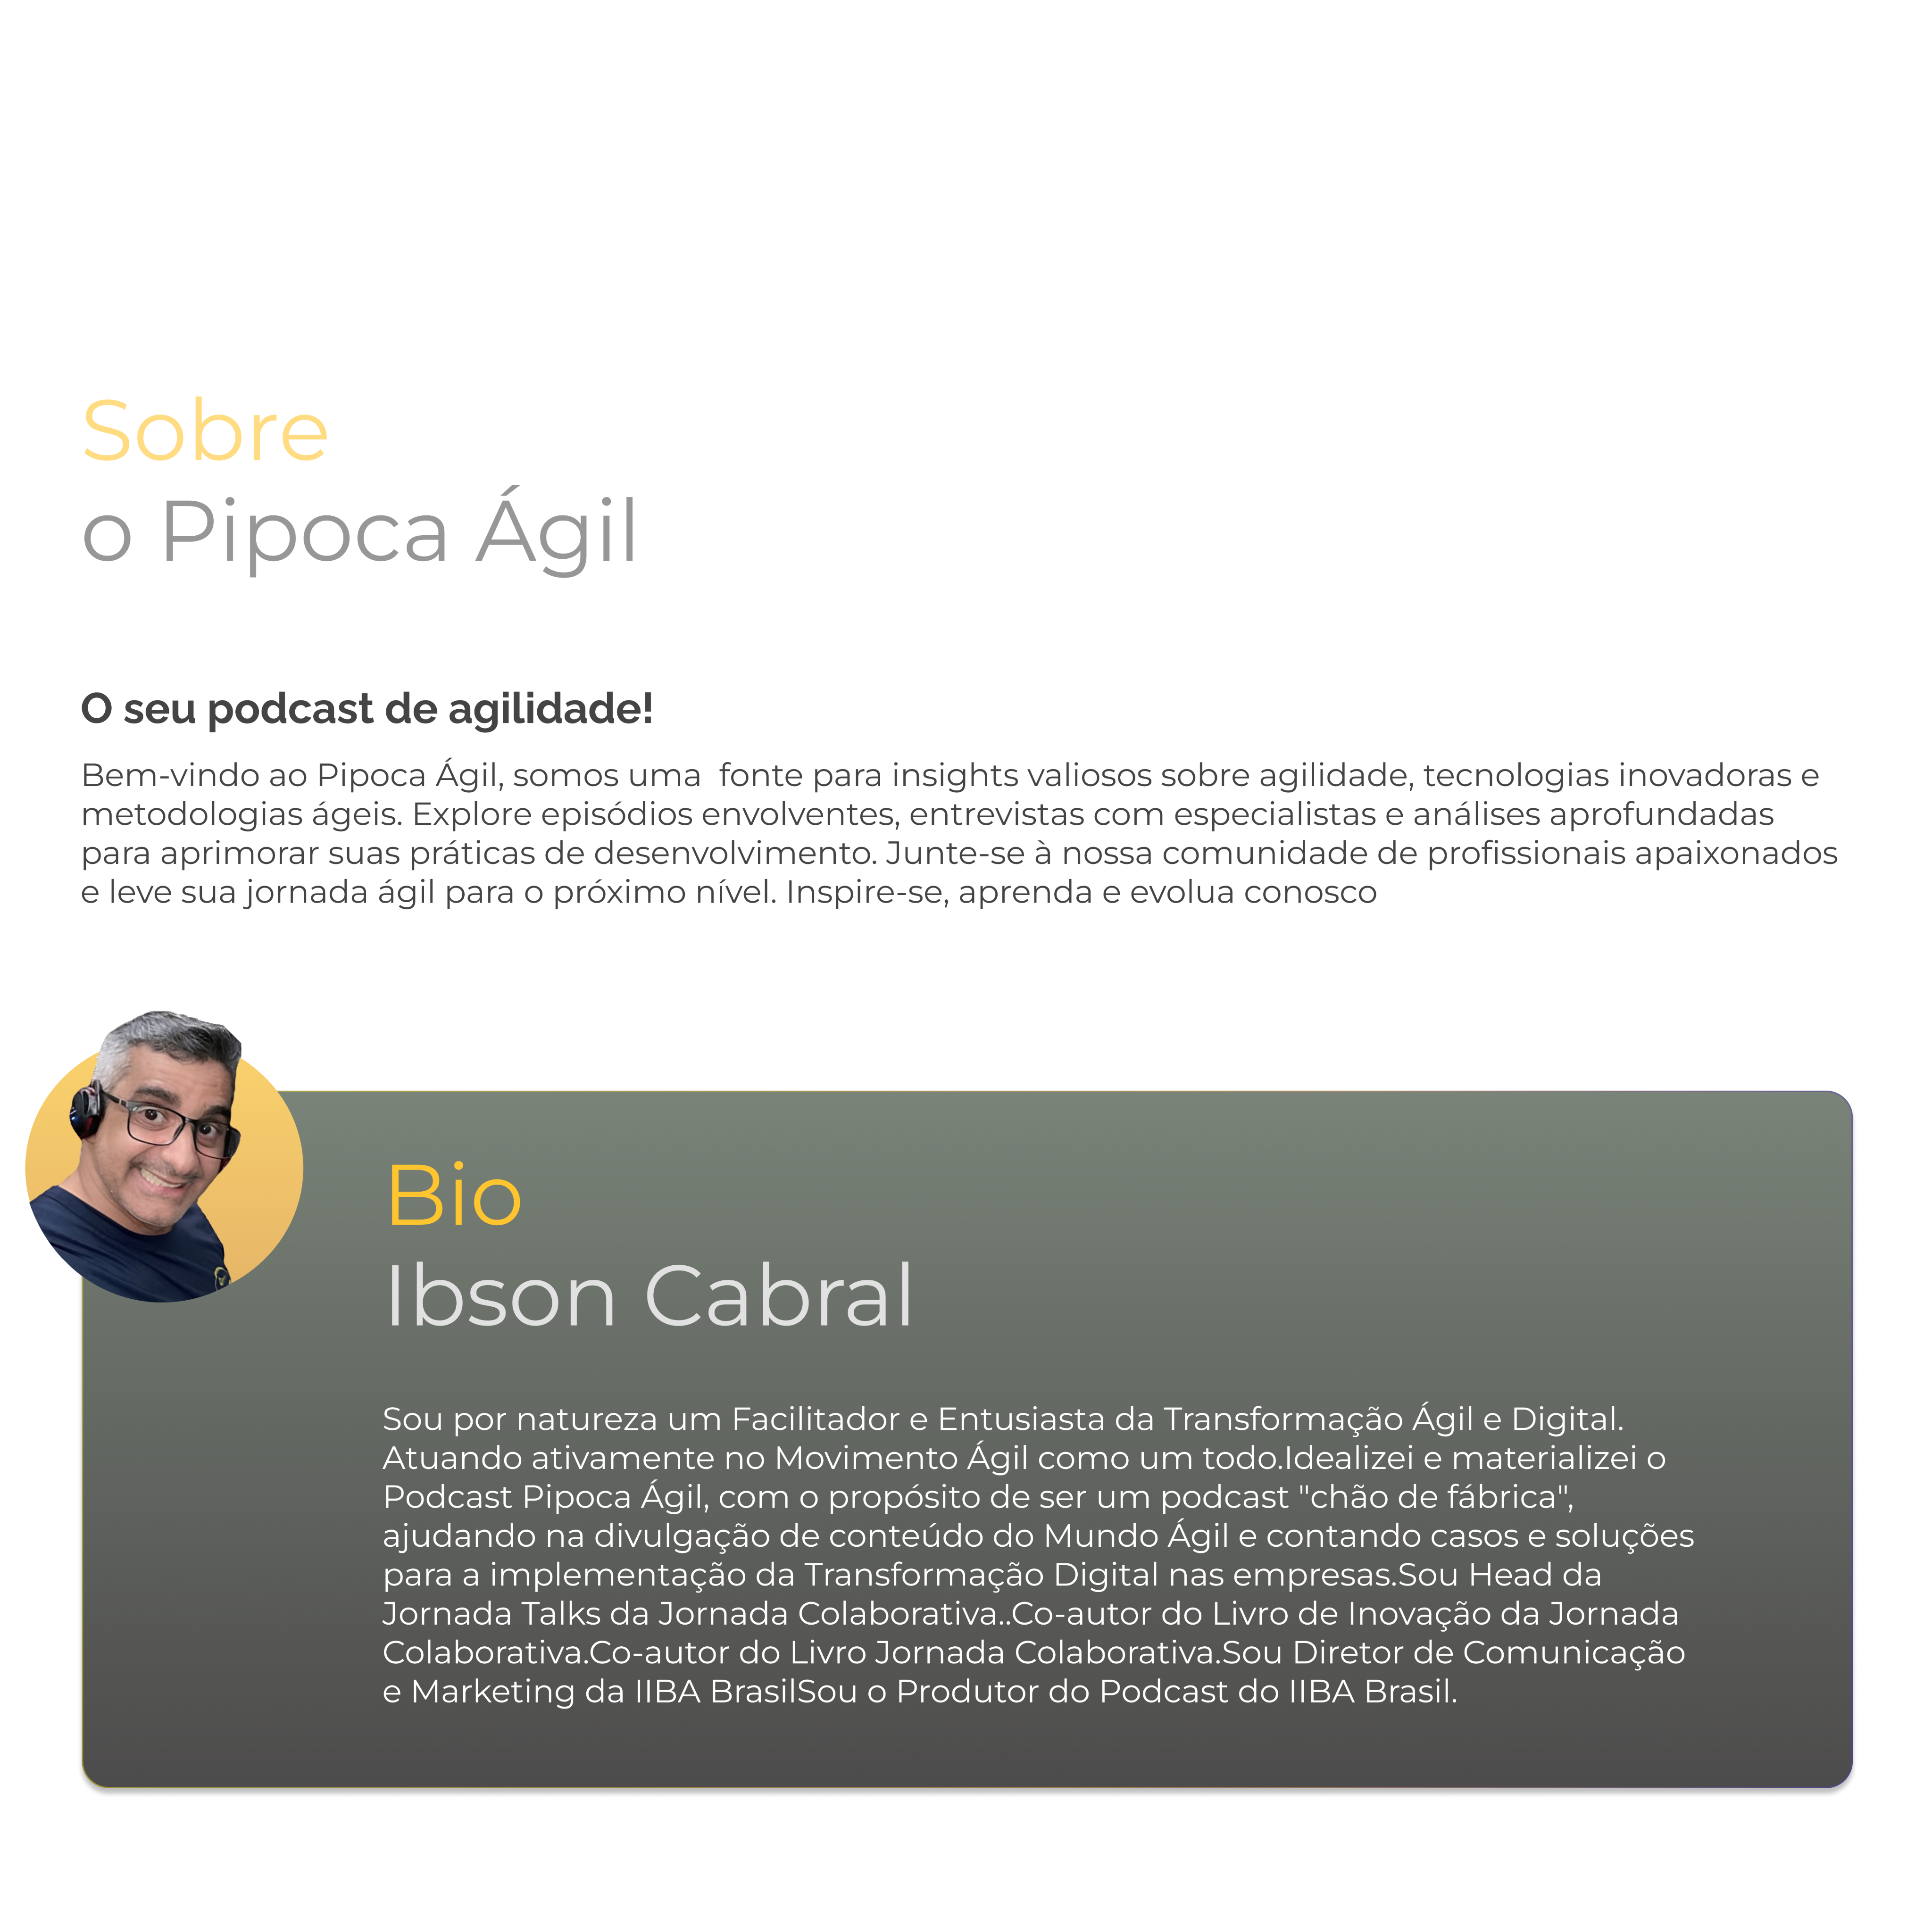 Sobre
o Pipoca Ágil
O seu podcast de agilidade!
Bem-vindo ao Pipoca Ágil, somos uma  fonte para insights valiosos sobre agilidade, tecnologias inovadoras e
metodologias ágeis. Explore episódios envolventes, entrevistas com especialistas e análises aprofundadas
para aprimorar suas práticas de desenvolvimento. Junte-se à nossa comunidade de profissionais apaixonados
e leve sua jornada ágil para o próximo nível. Inspire-se, aprenda e evolua conosco
Bio
Ibson Cabral
Sou por natureza um Facilitador e Entusiasta da Transformação Ágil e Digital.
Atuando ativamente no Movimento Ágil como um todo.Idealizei e materializei o
Podcast Pipoca Ágil, com o propósito de ser um podcast "chão de fábrica",
ajudando na divulgação de conteúdo do Mundo Ágil e contando casos e soluções
para a implementação da Transformação Digital nas empresas.Sou Head da
Jornada Talks da Jornada Colaborativa..Co-autor do Livro de Inovação da Jornada
Colaborativa.Co-autor do Livro Jornada Colaborativa.Sou Diretor de Comunicação
e Marketing da IIBA BrasilSou o Produtor do Podcast do IIBA Brasil.